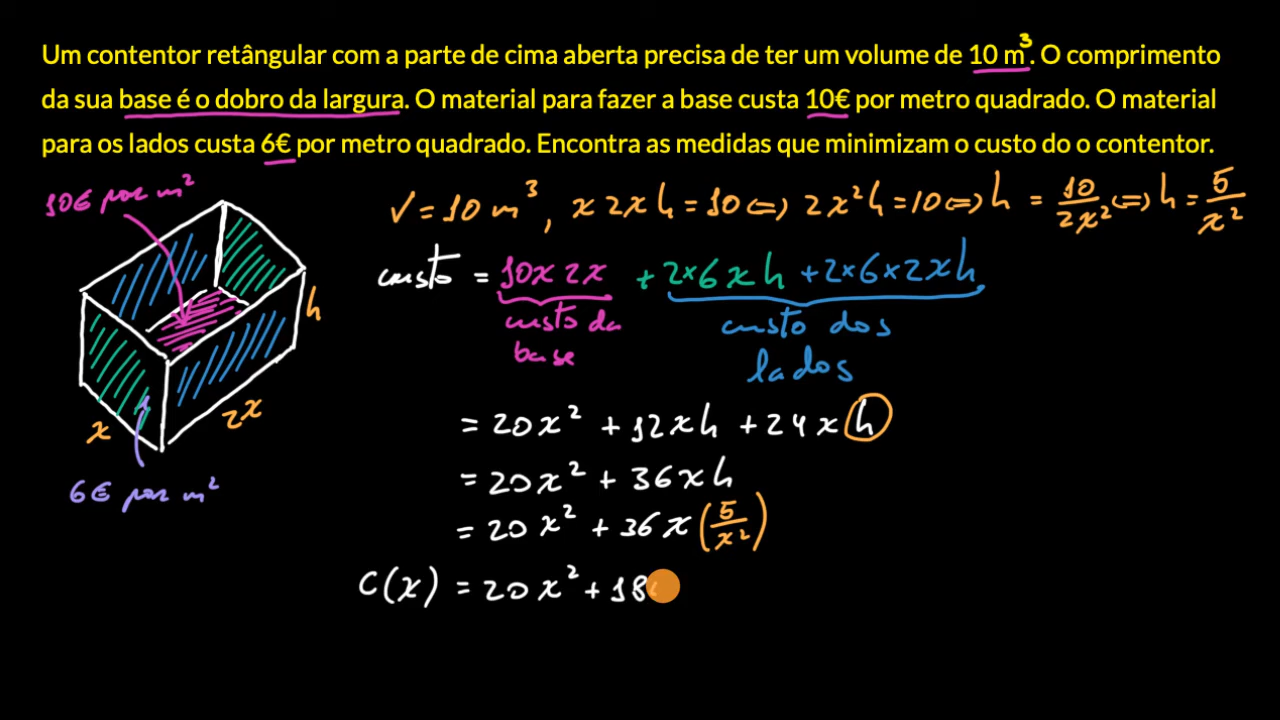 Um contentor retângular com a parte de cima aberta precisa de ter um volume de 10 m³. O comprimento
da sua base é o dobro da largura. O material para fazer a base custa 10€ por metro quadrado. O material
para os lados custa 6€ por metro quadrado. Encontra as medidas que minimizam o custo do o contentor.
10€ por m²
V = 10 m³, x 2x h = 10 ⇔ 2x²h = 10 ⇔ h = 10/2x² ⇔ h = 5/x²
custo = 10x 2x + 2×6xh + 2×6×2xh
custo da base
custo dos lados
h
x
2x
6€ por m²
= 20x² + 12xh + 24xh
= 20x² + 36xh
= 20x² + 36x (5/x²)
C(x) = 20x² + 18